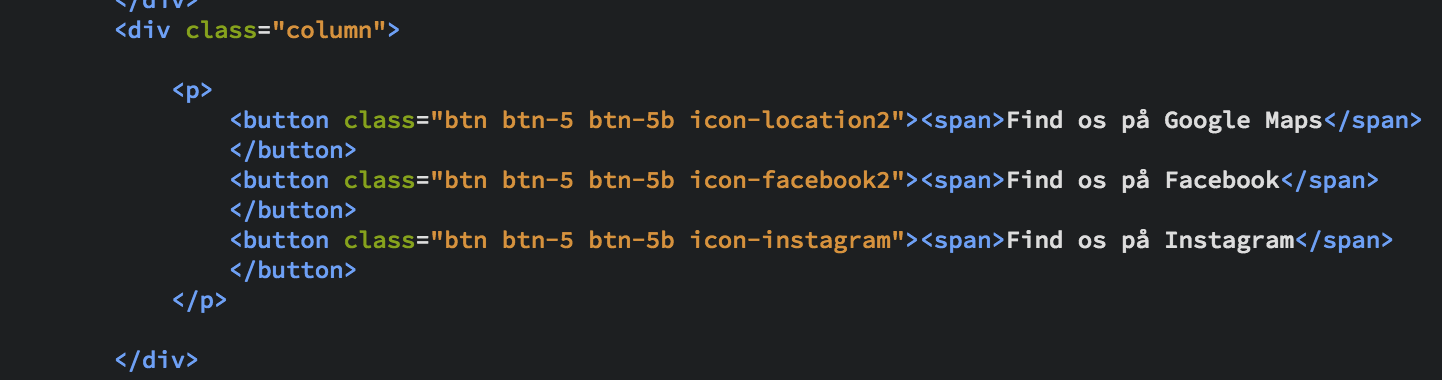 </div>
<div class="column">
<p>
<button class="btn btn-5 btn-5b icon-location2"><span>Find os på Google Maps</span>
</button>
<button class="btn btn-5 btn-5b icon-facebook2"><span>Find os på Facebook</span>
</button>
<button class="btn btn-5 btn-5b icon-instagram"><span>Find os på Instagram</span>
</button>
</p>
</div>